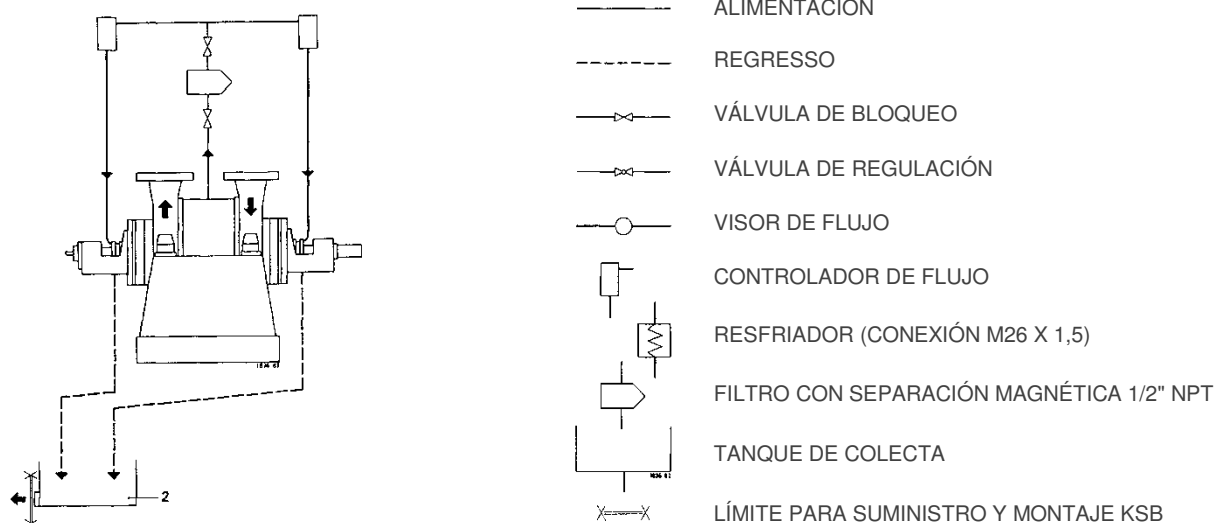 ALIMENTACIÓN
REGRESSO
VÁLVULA DE BLOQUEO
VÁLVULA DE REGULACIÓN
VISOR DE FLUJO
CONTROLADOR DE FLUJO
RESFRIADOR (CONEXIÓN M26 X 1,5)
FILTRO CON SEPARACIÓN MAGNÉTICA 1/2" NPT
TANQUE DE COLECTA
LÍMITE PARA SUMINISTRO Y MONTAJE KSB
2